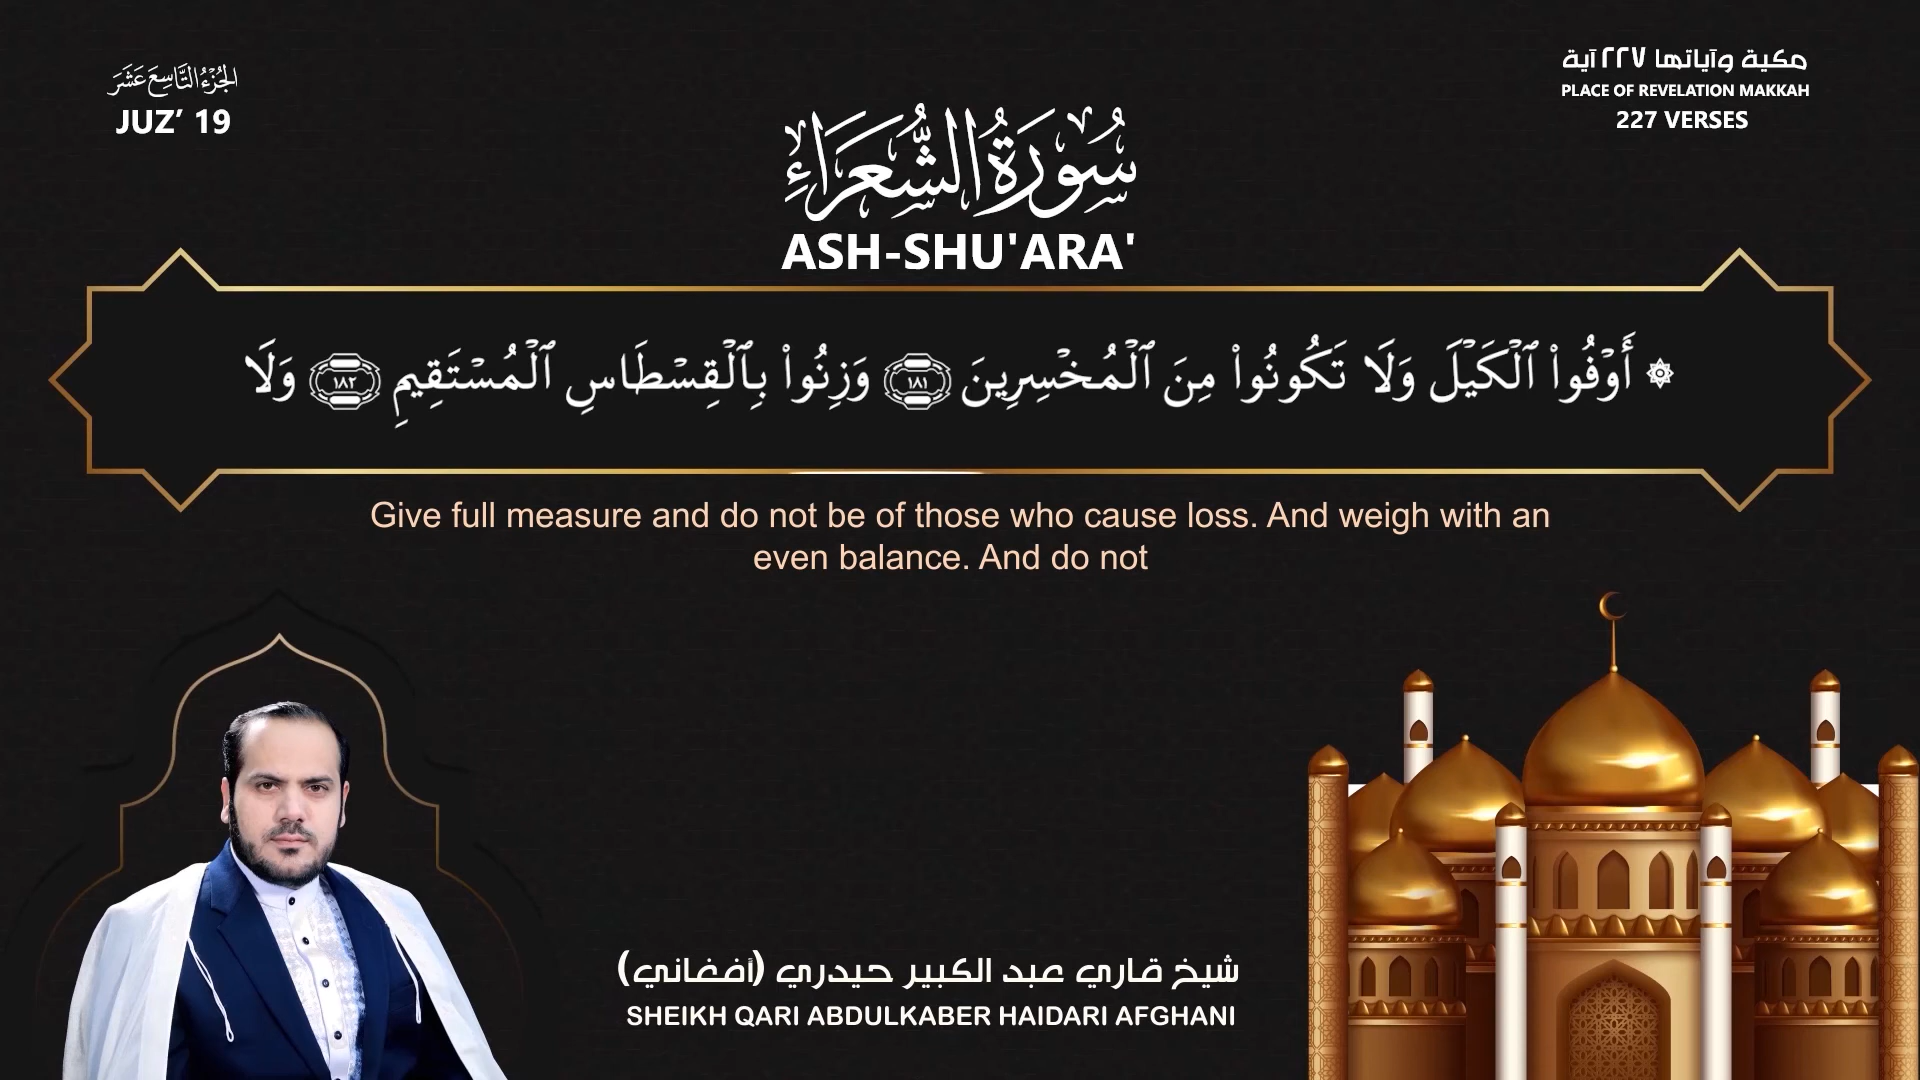 الجُزْءُ التَّاسِعَ عَشَرَ
JUZ’ 19
مكية وآياتها ٢٢٧ آية
PLACE OF REVELATION MAKKAH
227 VERSES
سُورَةُ الشُّعَرَاءِ
ASH-SHU'ARA'
۞ أَوْفُوا۟ ٱلْكَيْلَ وَلَا تَكُونُوا۟ مِنَ ٱلْمُخْسِرِينَ ١٨١ وَزِنُوا۟ بِٱلْقِسْطَاسِ ٱلْمُسْتَقِيمِ ١٨٢ وَلَا
Give full measure and do not be of those who cause loss. And weigh with an
even balance. And do not
شيخ قاري عبد الكبير حيدري (أفغاني)
SHEIKH QARI ABDULKABER HAIDARI AFGHANI